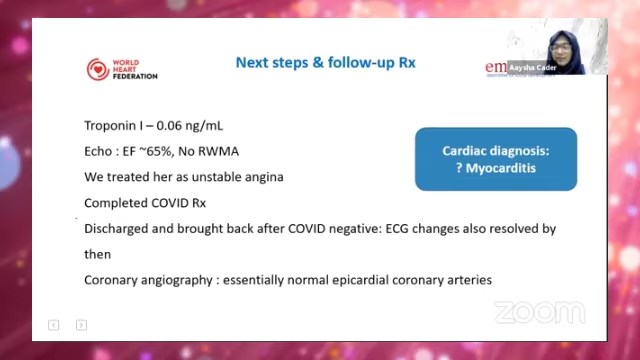 WORLD
HEART
FEDERATION
Next steps & follow-up Rx
em
Aaysha Cader
Troponin I – 0.06 ng/mL
Echo : EF ~65%, No RWMA
We treated her as unstable angina
Completed COVID Rx
Discharged and brought back after COVID negative: ECG changes also resolved by
then
Coronary angiography : essentially normal epicardial coronary arteries
Cardiac diagnosis:
? Myocarditis
zoom